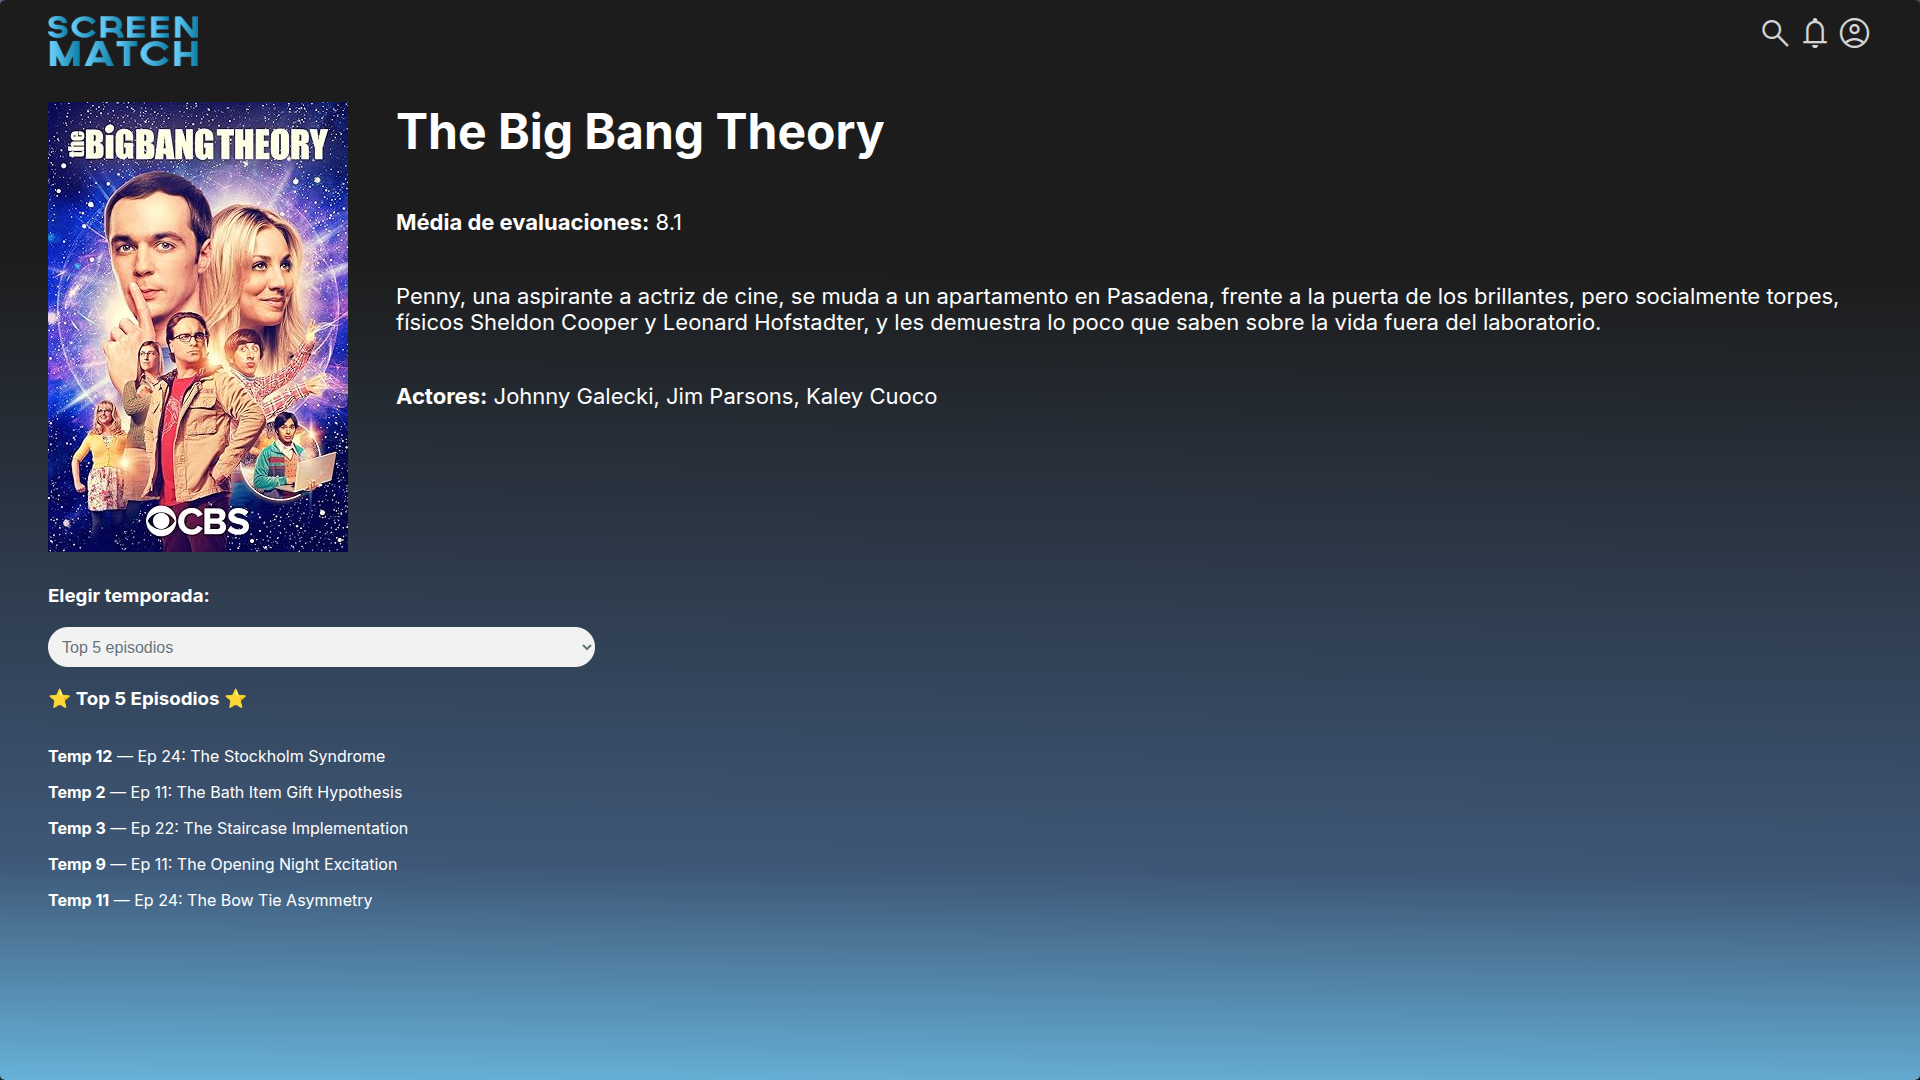 SCREEN
MATCH
the BiGBANG THEORY
CBS
The Big Bang Theory
Média de evaluaciones: 8.1
Penny, una aspirante a actriz de cine, se muda a un apartamento en Pasadena, frente a la puerta de los brillantes, pero socialmente torpes,
físicos Sheldon Cooper y Leonard Hofstadter, y les demuestra lo poco que saben sobre la vida fuera del laboratorio.
Actores: Johnny Galecki, Jim Parsons, Kaley Cuoco
Elegir temporada:
Top 5 episodios
⭐ Top 5 Episodios ⭐
Temp 12 — Ep 24: The Stockholm Syndrome
Temp 2 — Ep 11: The Bath Item Gift Hypothesis
Temp 3 — Ep 22: The Staircase Implementation
Temp 9 — Ep 11: The Opening Night Excitation
Temp 11 — Ep 24: The Bow Tie Asymmetry